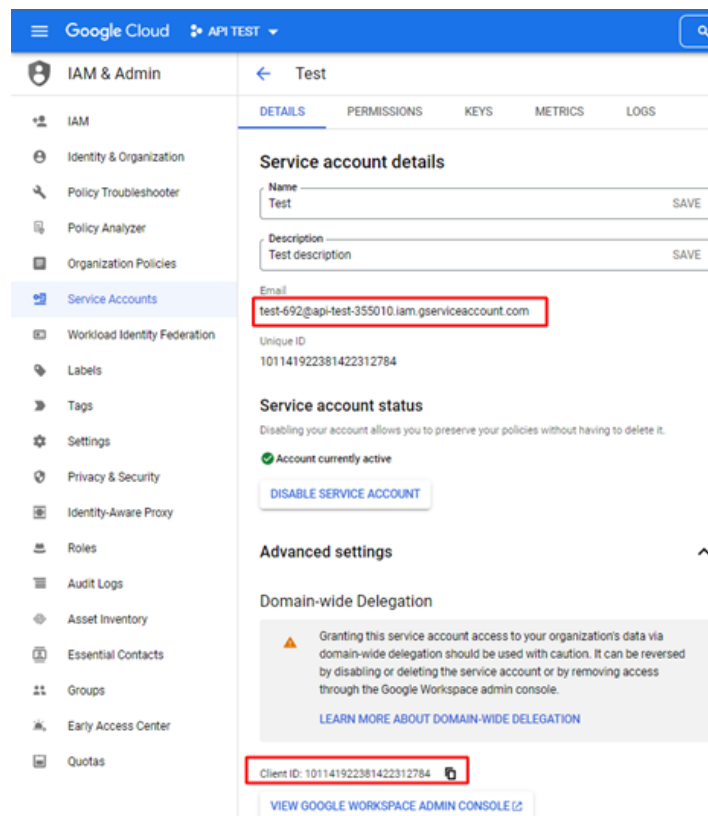 Google Cloud API TEST
IAM & Admin
Test
IAM
Identity & Organization
Policy Troubleshooter
Policy Analyzer
Organization Policies
Service Accounts
Workload Identity Federation
Labels
Tags
Settings
Privacy & Security
Identity-Aware Proxy
Roles
Audit Logs
Asset Inventory
Essential Contacts
Groups
Early Access Center
Quotas
DETAILS PERMISSIONS KEYS METRICS LOGS
Service account details
Name
Test SAVE
Description
Test description SAVE
Email
test-692@api-test-355010.iam.gserviceaccount.com
Unique ID
101141922381422312784
Service account status
Disabling your account allows you to preserve your policies without having to delete it.
Account currently active
DISABLE SERVICE ACCOUNT
Advanced settings
Domain-wide Delegation
Granting this service account access to your organization's data via
domain-wide delegation should be used with caution. It can be reversed
by disabling or deleting the service account or by removing access
through the Google Workspace admin console.
LEARN MORE ABOUT DOMAIN-WIDE DELEGATION
Client ID: 101141922381422312784
VIEW GOOGLE WORKSPACE ADMIN CONSOLE